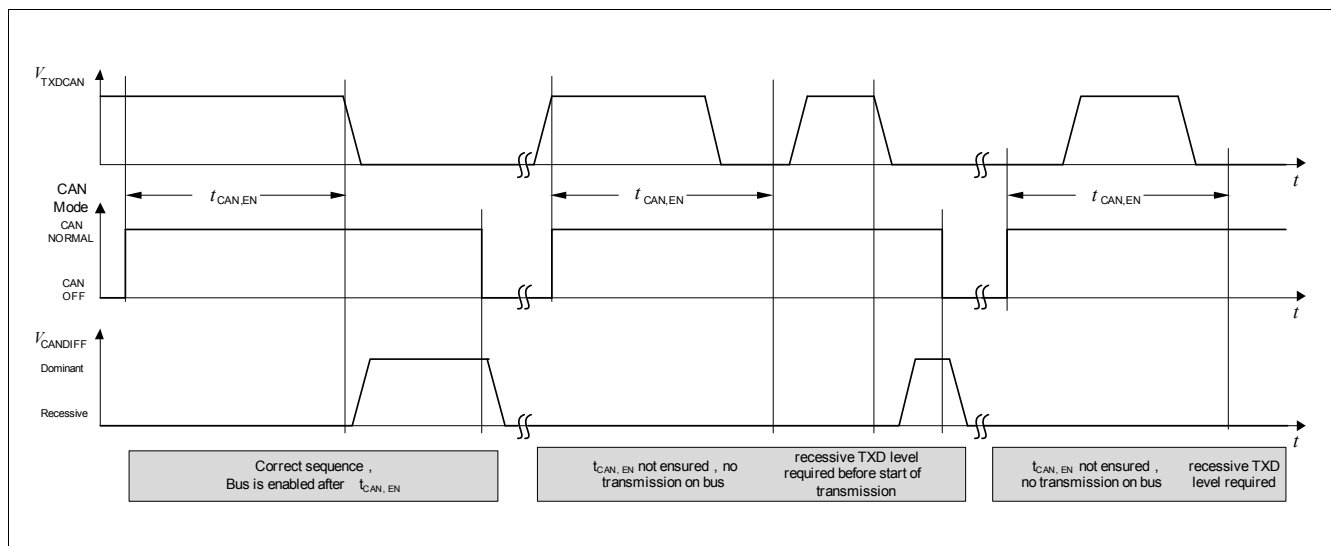 VTXDCAN
t
CAN
Mode
tCAN,EN
tCAN,EN
tCAN,EN
CAN
NORMAL
CAN
OFF
t
VCANDIFF
Dominant
Recessive
t
Correct sequence ,
Bus is enabled after tCAN, EN
tCAN, EN not ensured , no
transmission on bus
recessive TXD level
required before start of
transmission
tCAN, EN not ensured ,
no transmission on bus
recessive TXD
level required